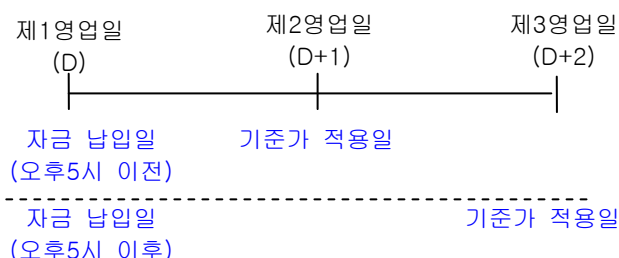 제1영업일 제2영업일 제3영업일
(D) (D+1) (D+2)
자금 납입일 기준가 적용일
(오후5시 이전)
자금 납입일 기준가 적용일
(오후5시 이후)